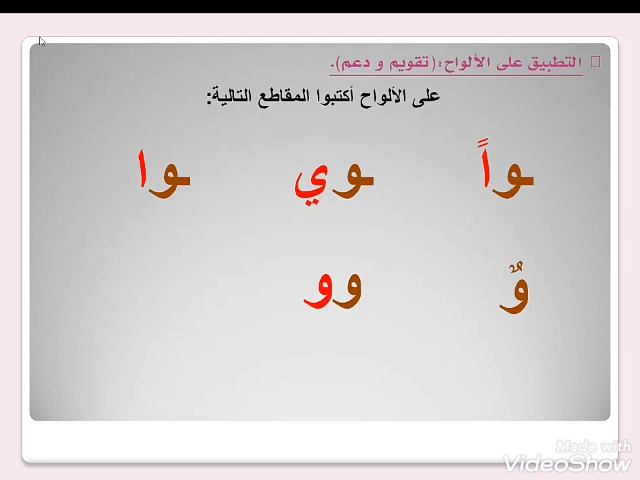 التطبيق على الألواح:(تقويم و دعم).
على الألواح أكتبوا المقاطع التالية:
ـواً ـوي ـوا
وٌ وو
Made with
VideoShow